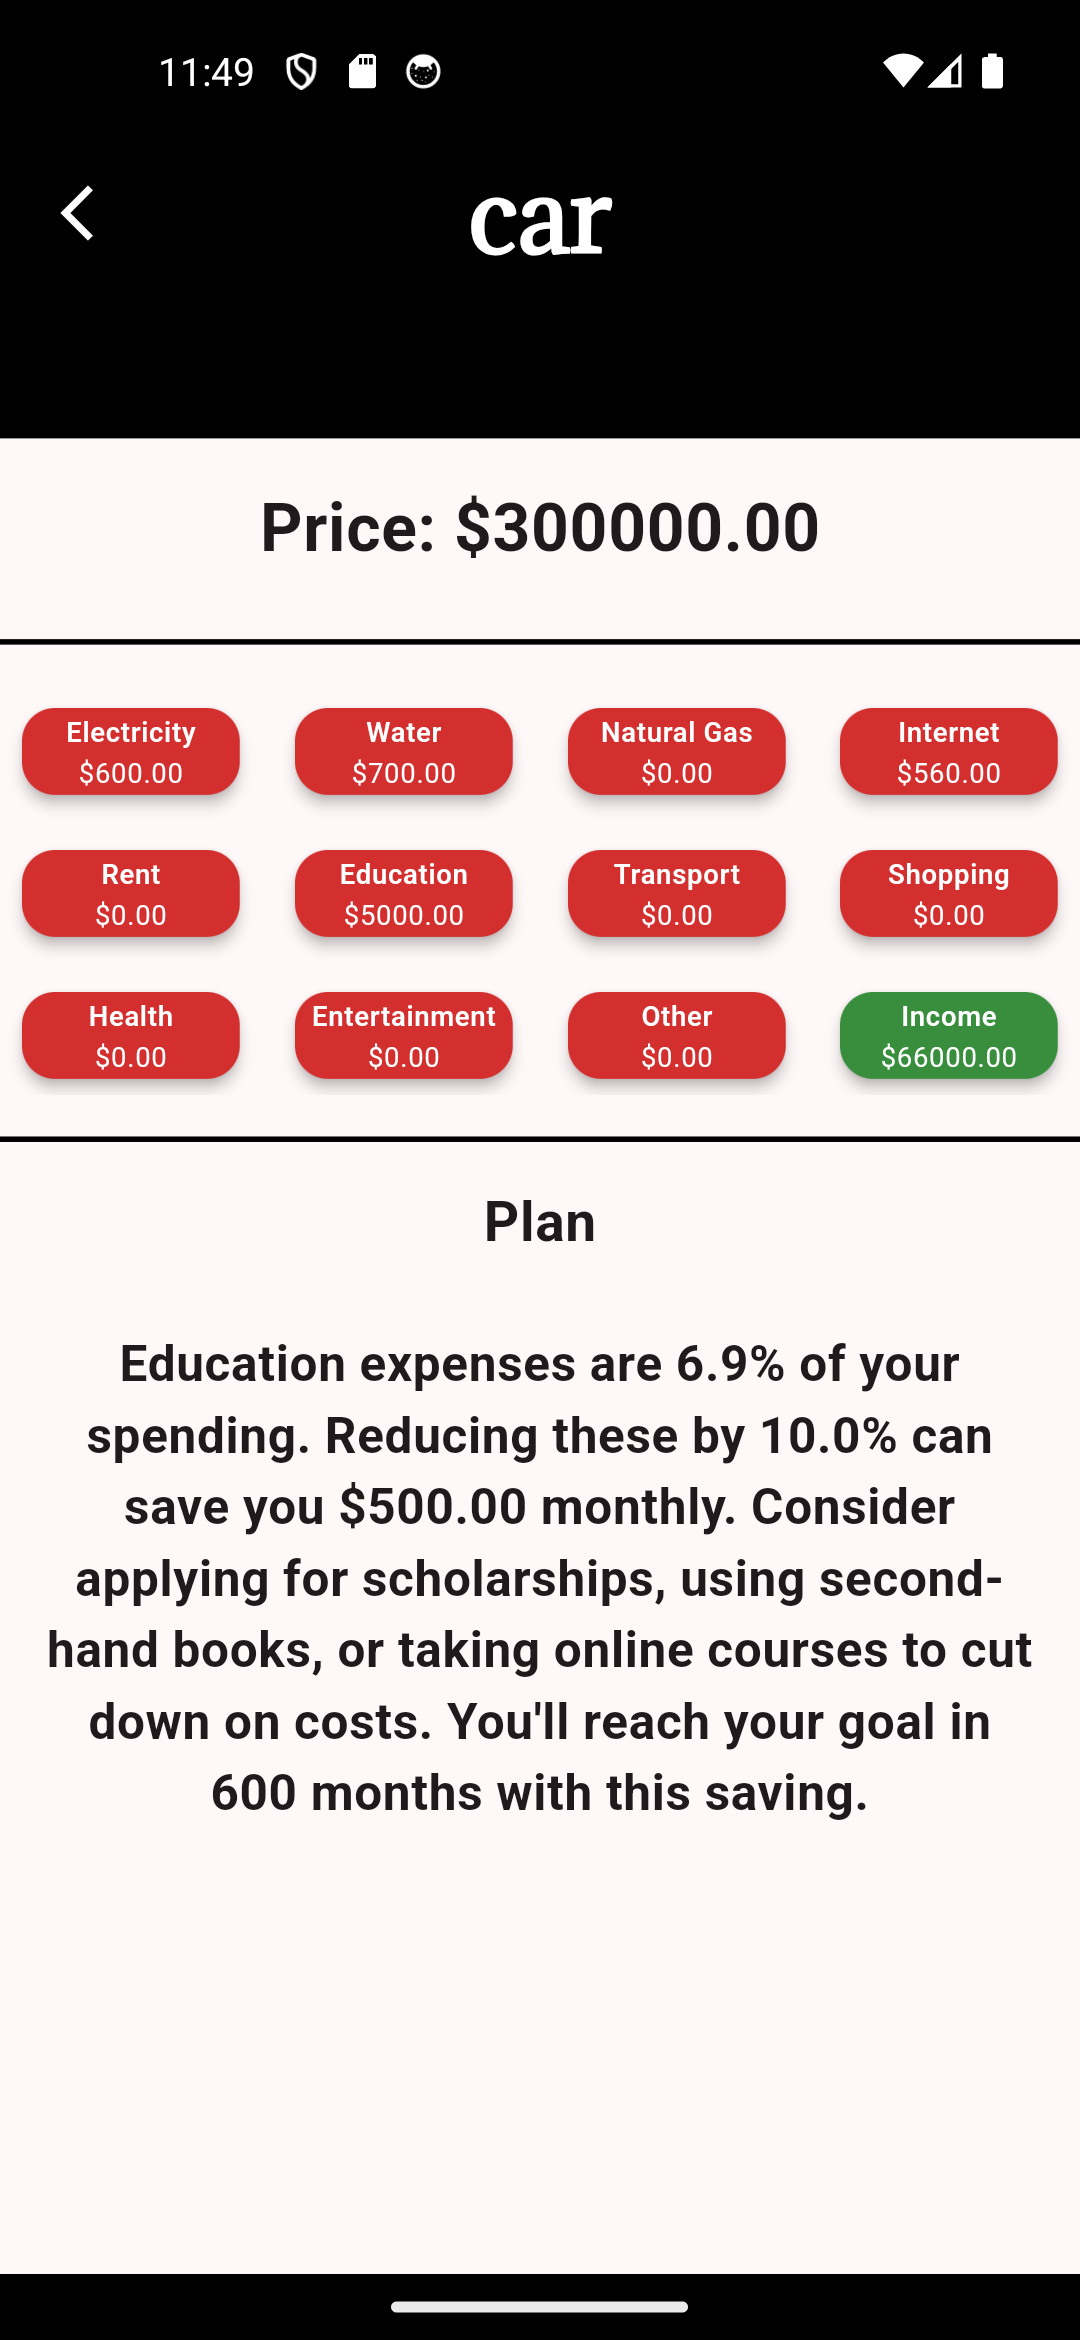 11:49
car
Price: $300000.00
Electricity
$600.00
Water
$700.00
Natural Gas
$0.00
Internet
$560.00
Rent
$0.00
Education
$5000.00
Transport
$0.00
Shopping
$0.00
Health
$0.00
Entertainment
$0.00
Other
$0.00
Income
$66000.00
Plan
Education expenses are 6.9% of your
spending. Reducing these by 10.0% can
save you $500.00 monthly. Consider
applying for scholarships, using second-
hand books, or taking online courses to cut
down on costs. You'll reach your goal in
600 months with this saving.